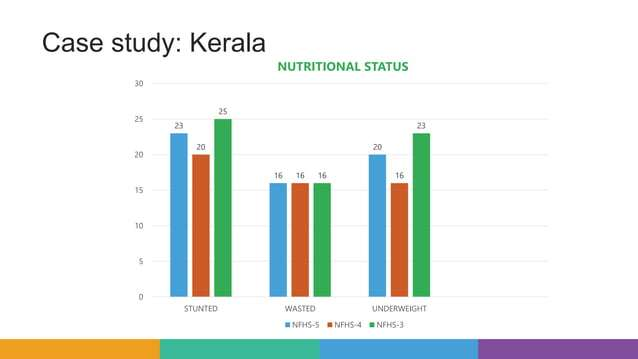 Case study: Kerala
NUTRITIONAL STATUS
30
25
20
15
10
5
0
23
20
25
16
16
16
20
16
23
STUNTED
WASTED
UNDERWEIGHT
NFHS-5 NFHS-4 NFHS-3